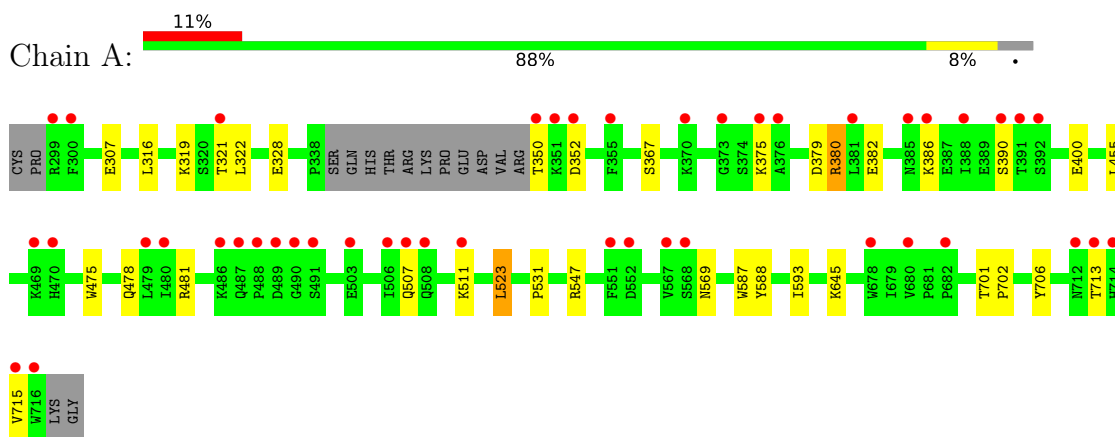 11%
Chain A:
88% 8% •
CYS PRO R299 F300 E307 L316 K319 S320 T321 L322 E328 P338 SER GLN HIS THR ARG LYS PRO GLU ASP VAL ARG T350 K351 D352 F355 S367 K370 G373 S374 K375 A376 D379 R380 L381 E382 N385 K386 E387 I388 E389 S390 T391 S392 E400 L455
K469 H470 W475 Q478 L479 I480 R481 K486 Q487 P488 D489 G490 S491 E503 I506 Q507 Q508 K511 L523 P531 R547 F551 D552 V567 S568 N569 W587 Y588 I593 K645 W678 I679 V680 P681 P682 T701 P702 Y706 N712 T713 H714
V715 W716 LYS GLY